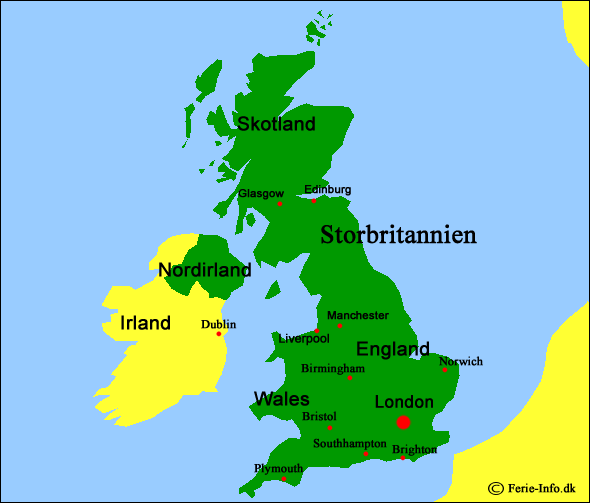 Skotland
Glasgow
Edinburg
Storbritannien
Nordirland
Irland
Dublin
Manchester
Liverpool
England
Birmingham
Norwich
Wales
London
Bristol
Southhampton
Brighton
Plymouth
© Ferie-Info.dk